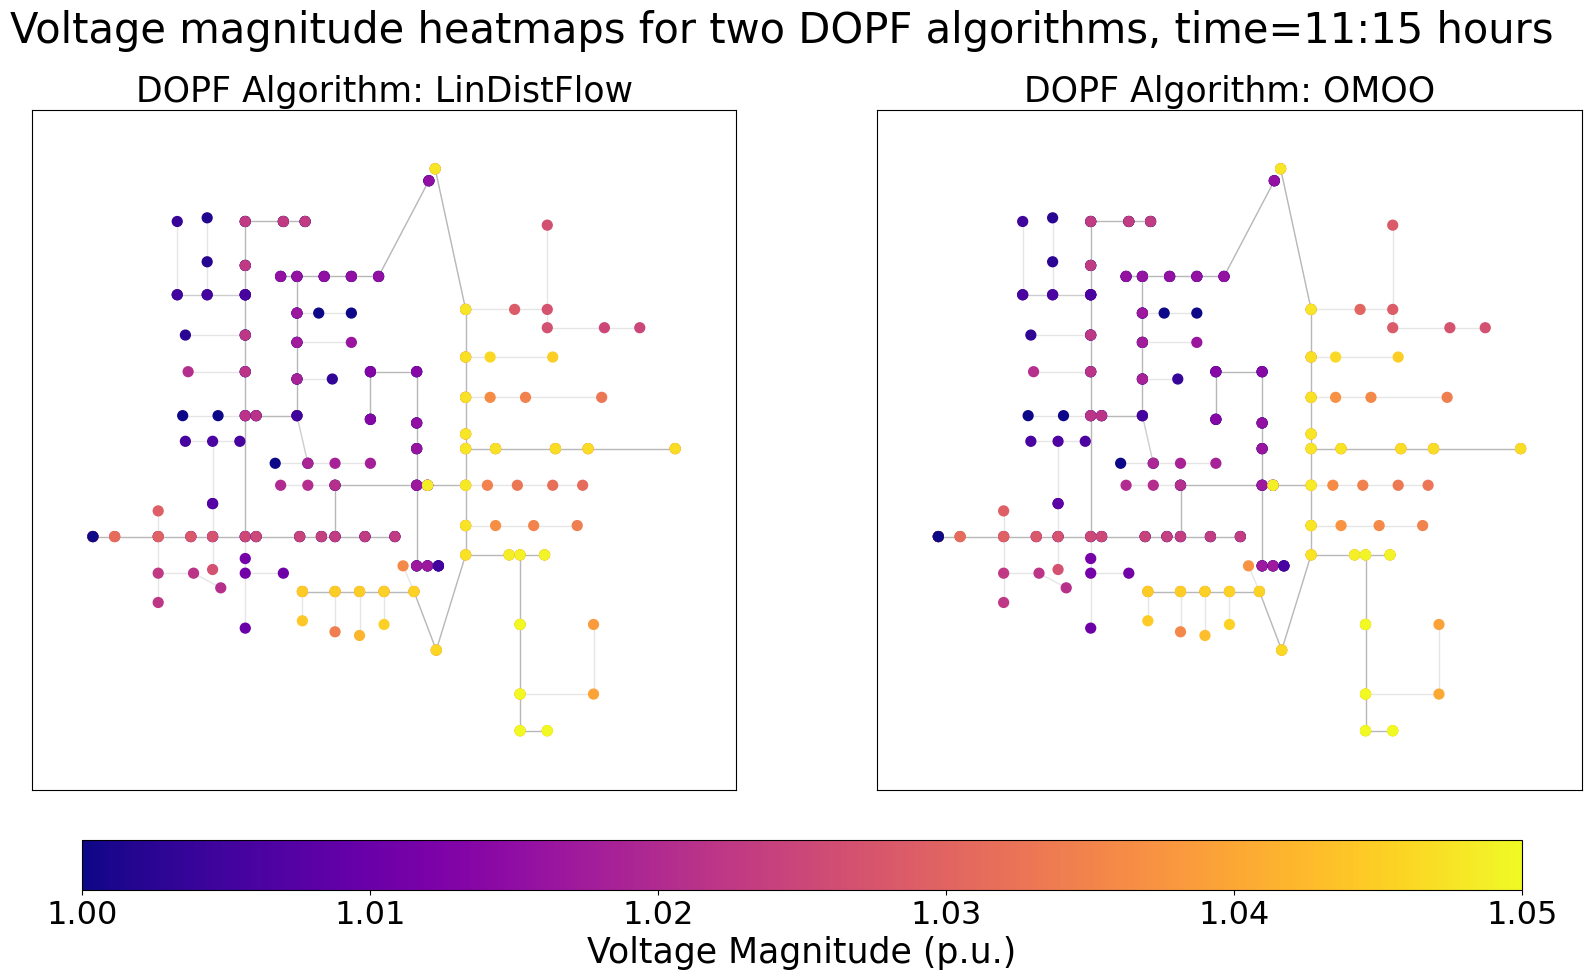 Voltage magnitude heatmaps for two DOPF algorithms, time=11:15 hours
DOPF Algorithm: LinDistFlow
DOPF Algorithm: OMOO
1.00 1.01 1.02 1.03 1.04 1.05
Voltage Magnitude (p.u.)